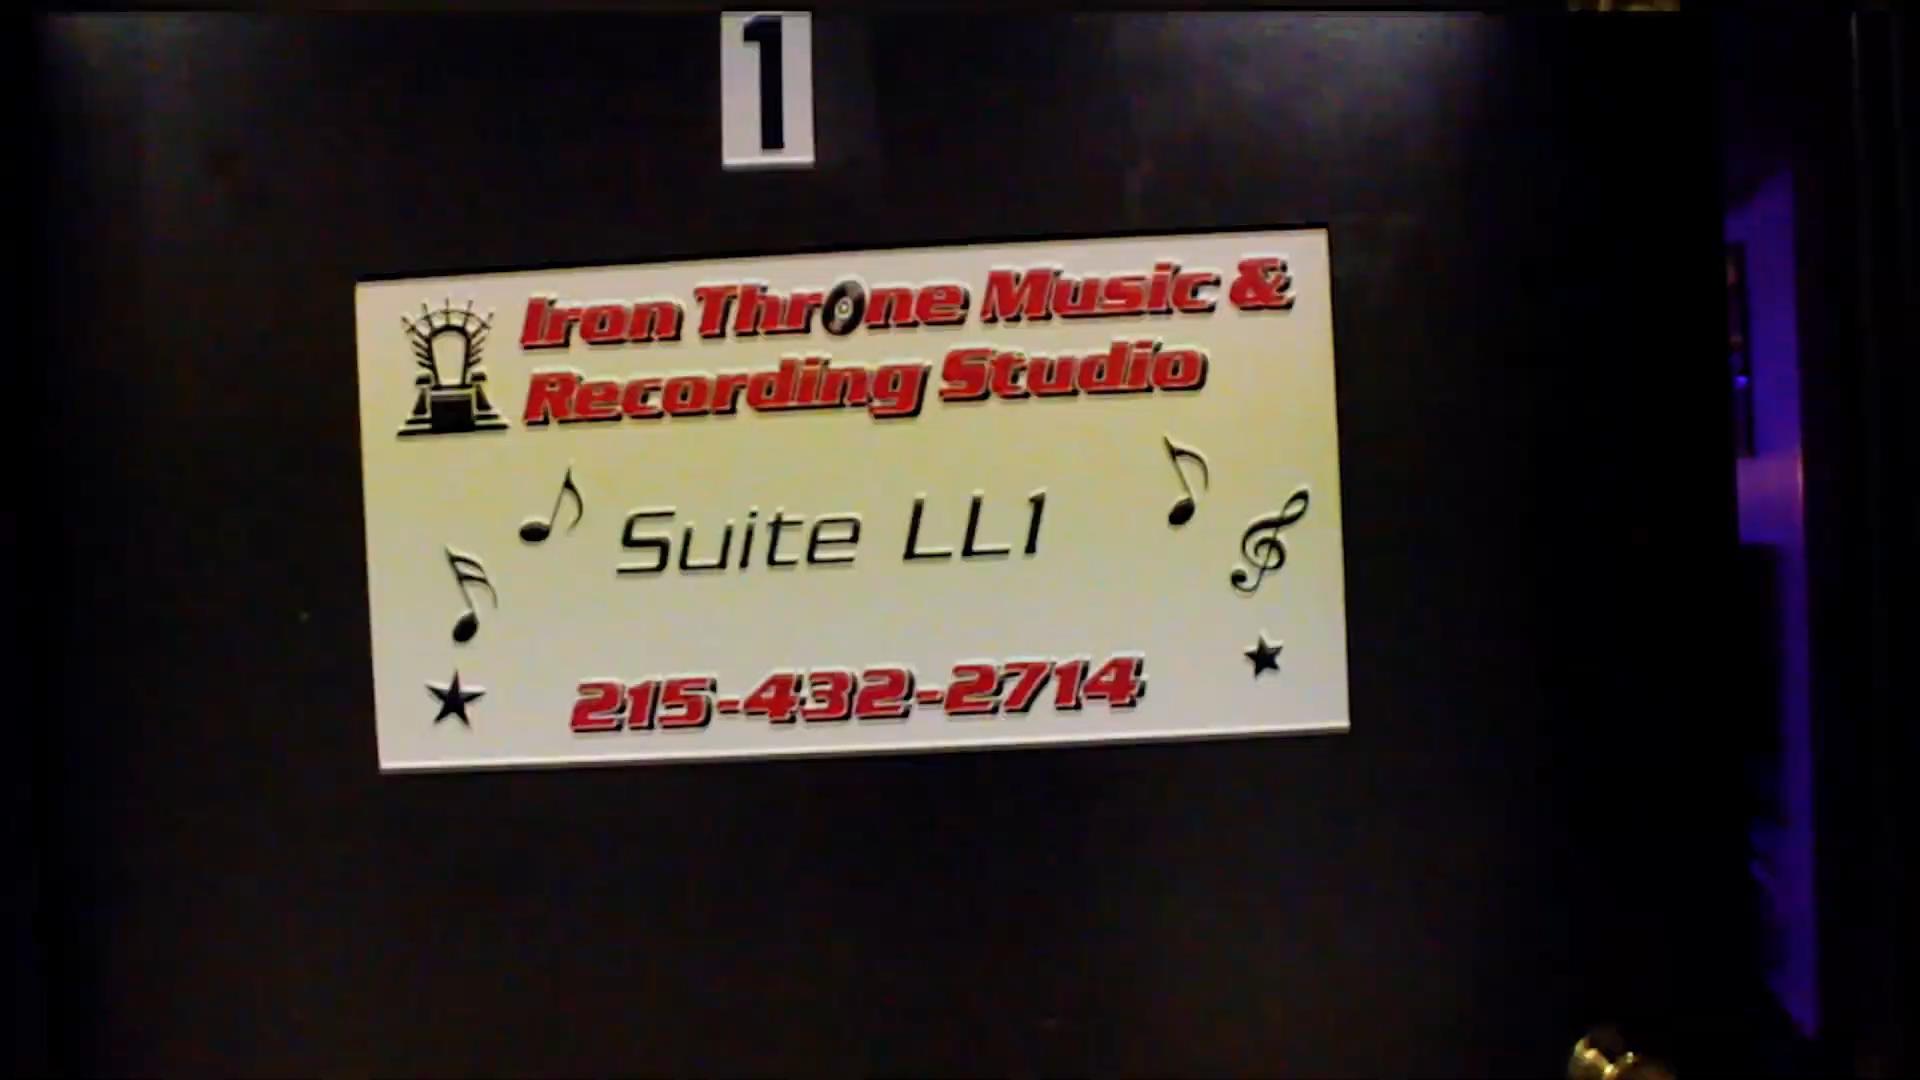 1
Iron Throne Music &
Recording Studio
Suite LL1
215-432-2714